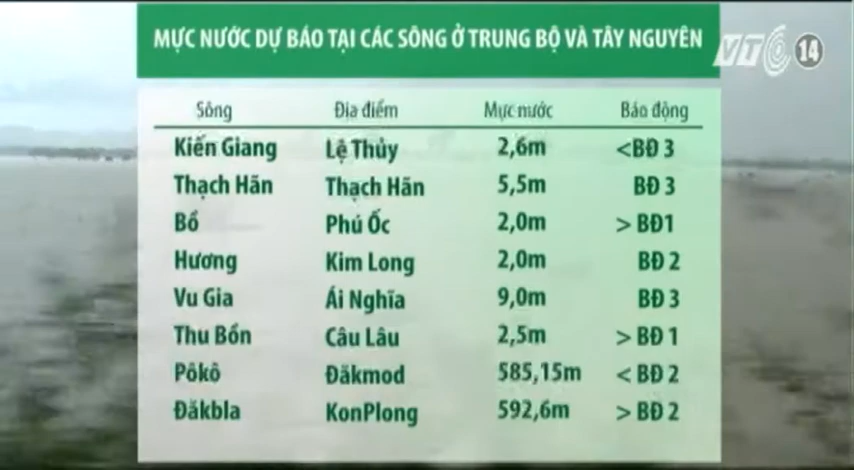 MỰC NƯỚC DỰ BÁO TẠI CÁC SÔNG Ở TRUNG BỘ VÀ TÂY NGUYÊN
VTC 14
Sông Địa điểm Mực nước Báo động
Kiến Giang Lệ Thủy 2,6m <BĐ 3
Thạch Hãn Thạch Hãn 5,5m BĐ 3
Bồ Phú Ốc 2,0m > BĐ1
Hương Kim Long 2,0m BĐ 2
Vu Gia Ái Nghĩa 9,0m BĐ 3
Thu Bồn Câu Lâu 2,5m > BĐ 1
Pôkô Đăkmod 585,15m < BĐ 2
Đăkbla KonPlong 592,6m > BĐ 2